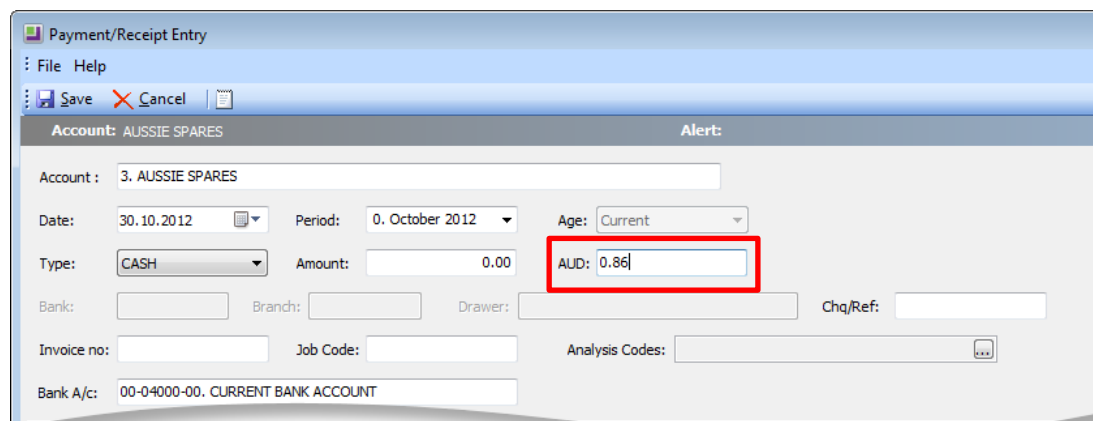 Payment/Receipt Entry
File Help
Save Cancel
Account: AUSSIE SPARES Alert:
Account : 3. AUSSIE SPARES
Date: 30.10.2012 Period: 0. October 2012 Age: Current
Type: CASH Amount: 0.00 AUD: 0.86
Bank: Branch: Drawer: Chq/Ref:
Invoice no: Job Code: Analysis Codes: ...
Bank A/c: 00-04000-00. CURRENT BANK ACCOUNT